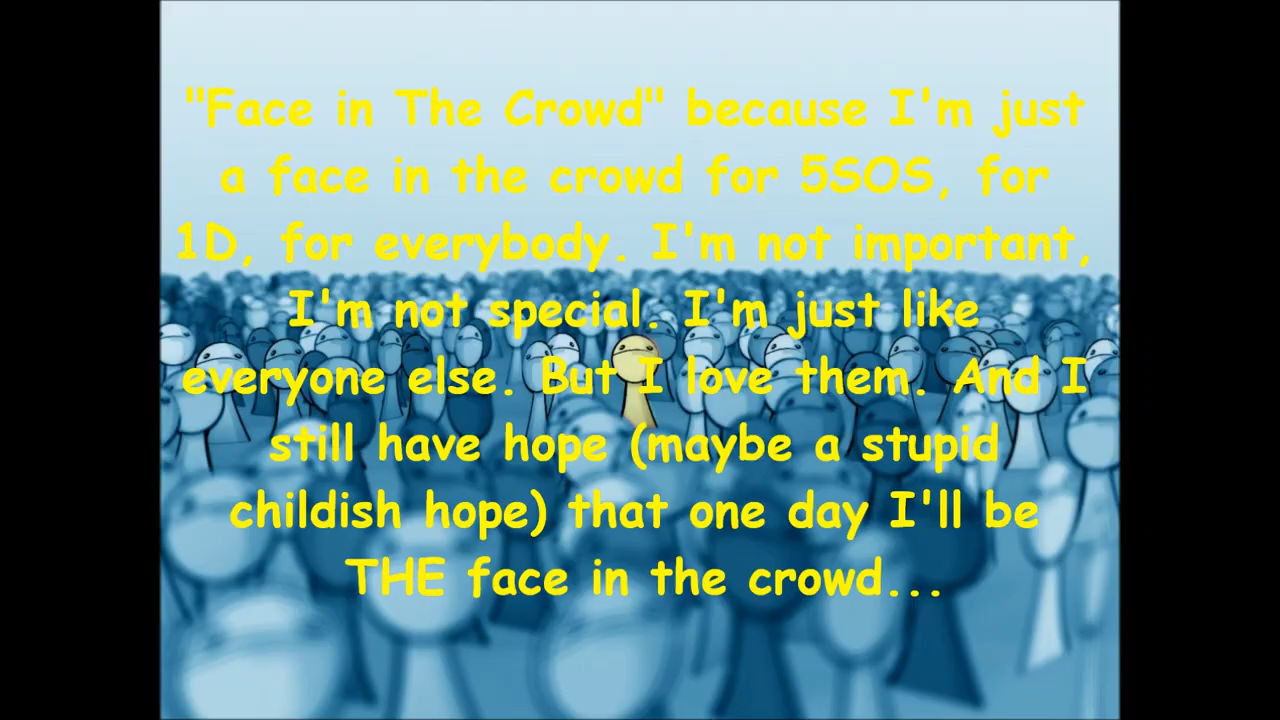 "Face in The Crowd" because I'm just
a face in the crowd for 5SOS, for
1D, for everybody. I'm not important,
I'm not special. I'm just like
everyone else. But I love them. And I
still have hope (maybe a stupid
childish hope) that one day I'll be
THE face in the crowd...